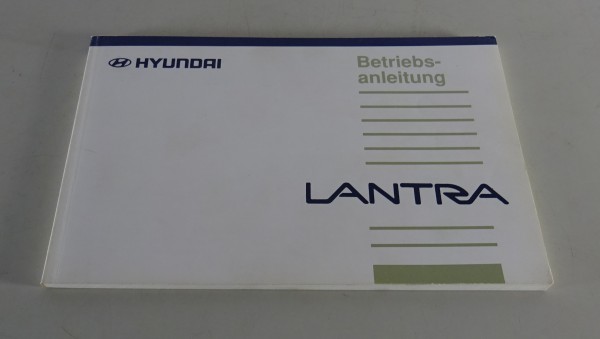 HYUNDAI
Betriebs-
anleitung
LANTRA